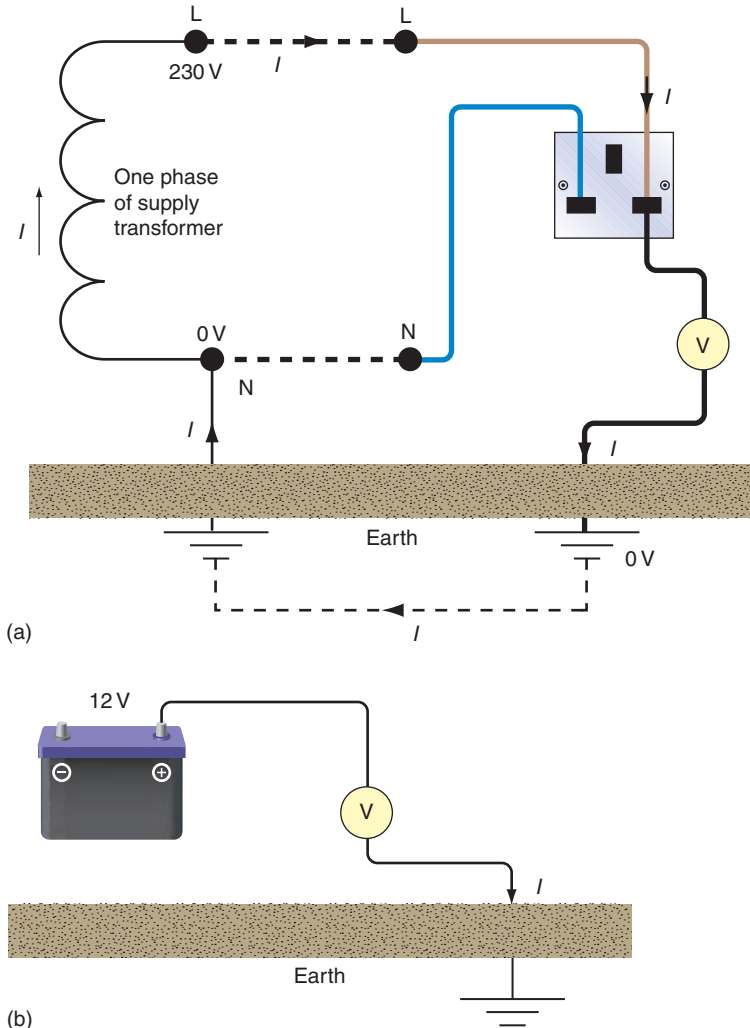 L
L
230 V
I
I
One phase
of supply
transformer
I
0 V
N
N
V
I
I
Earth
0 V
I
(a)
12 V
V
I
Earth
(b)